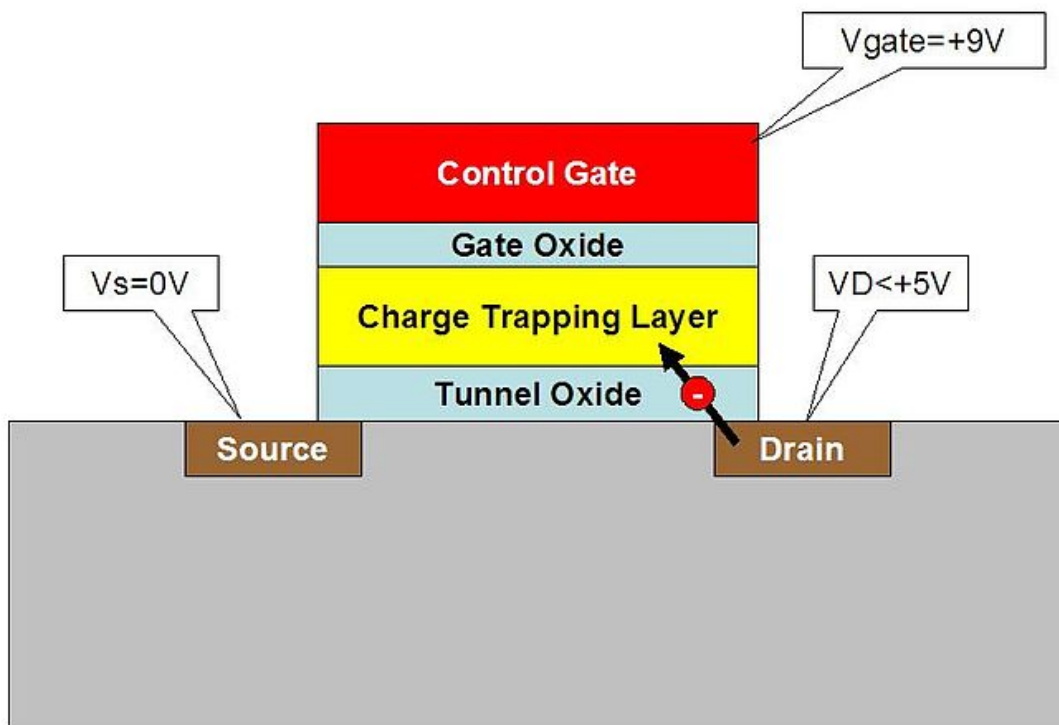 Vgate=+9V
Control Gate
Gate Oxide
Vs=0V
VD<+5V
Charge Trapping Layer
Tunnel Oxide
-
Source
Drain